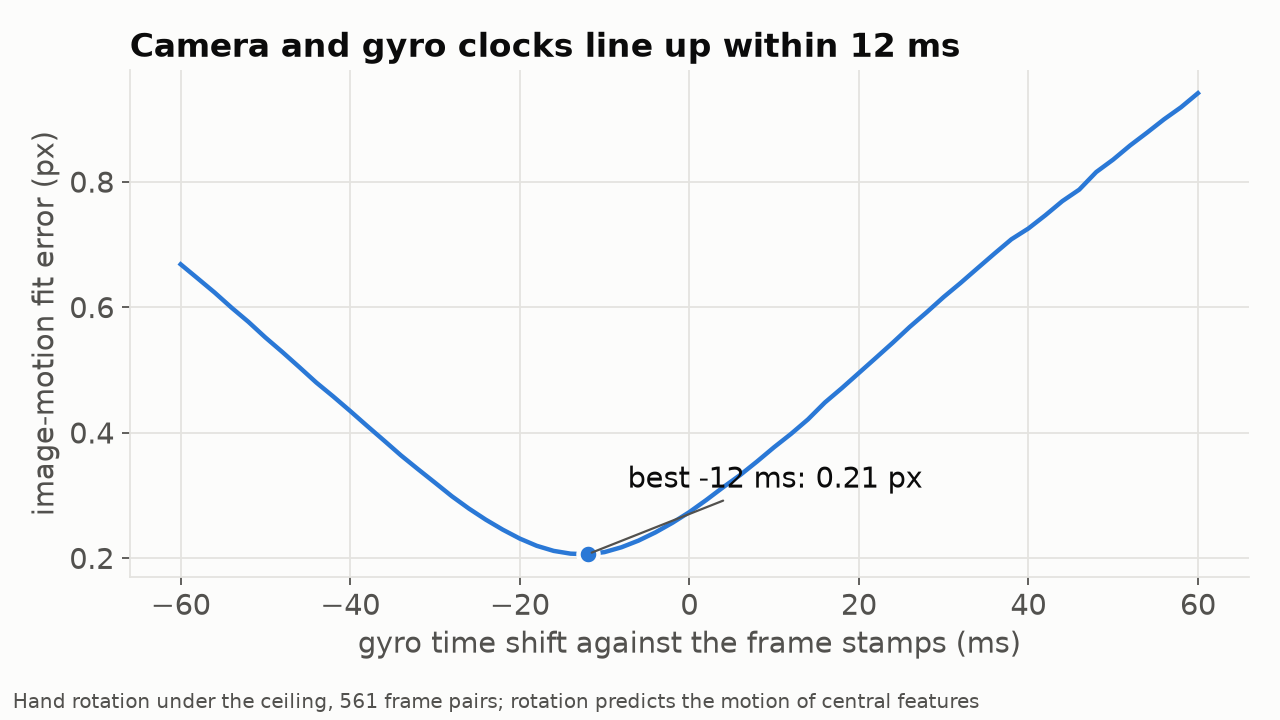 Camera and gyro clocks line up within 12 ms
image-motion fit error (px)
0.8
0.6
0.4
0.2
best -12 ms: 0.21 px
−60
−40
−20
0
20
40
60
gyro time shift against the frame stamps (ms)
Hand rotation under the ceiling, 561 frame pairs; rotation predicts the motion of central features